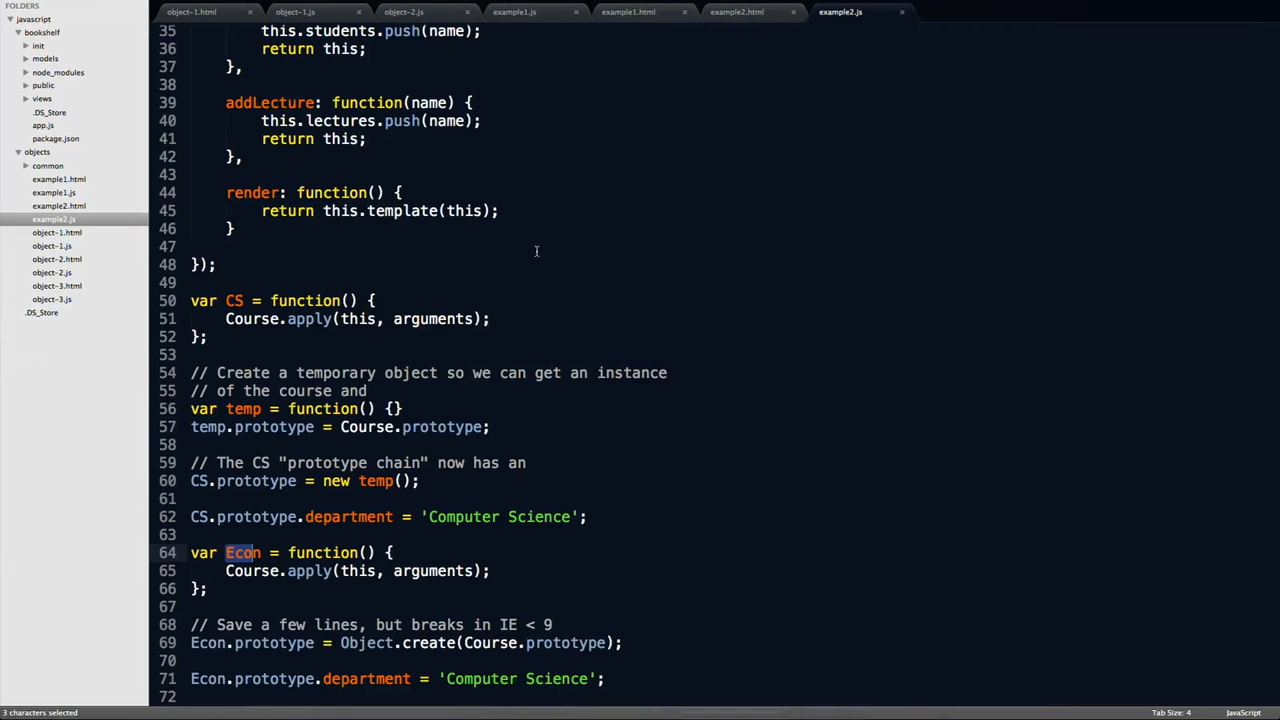 FOLDERS
javascript
bookshelf
init
models
node_modules
public
views
.DS_Store
app.js
package.json
objects
common
example1.html
example1.js
example2.html
example2.js
object-1.html
object-1.js
object-2.html
object-2.js
object-3.html
object-3.js
.DS_Store
object-1.html × object-1.js × object-2.js × example1.js × example1.html × example2.html × example2.js ×
35 this.students.push(name);
36 return this;
37 },
38
39 addLecture: function(name) {
40 this.lectures.push(name);
41 return this;
42 },
43
44 render: function() {
45 return this.template(this);
46 }
47
48 });
49
50 var CS = function() {
51 Course.apply(this, arguments);
52 };
53
54 // Create a temporary object so we can get an instance
55 // of the course and
56 var temp = function() {}
57 temp.prototype = Course.prototype;
58
59 // The CS "prototype chain" now has an
60 CS.prototype = new temp();
61
62 CS.prototype.department = 'Computer Science';
63
64 var Econ = function() {
65 Course.apply(this, arguments);
66 };
67
68 // Save a few lines, but breaks in IE < 9
69 Econ.prototype = Object.create(Course.prototype);
70
71 Econ.prototype.department = 'Computer Science';
72
3 characters selected
Tab Size: 4 JavaScript